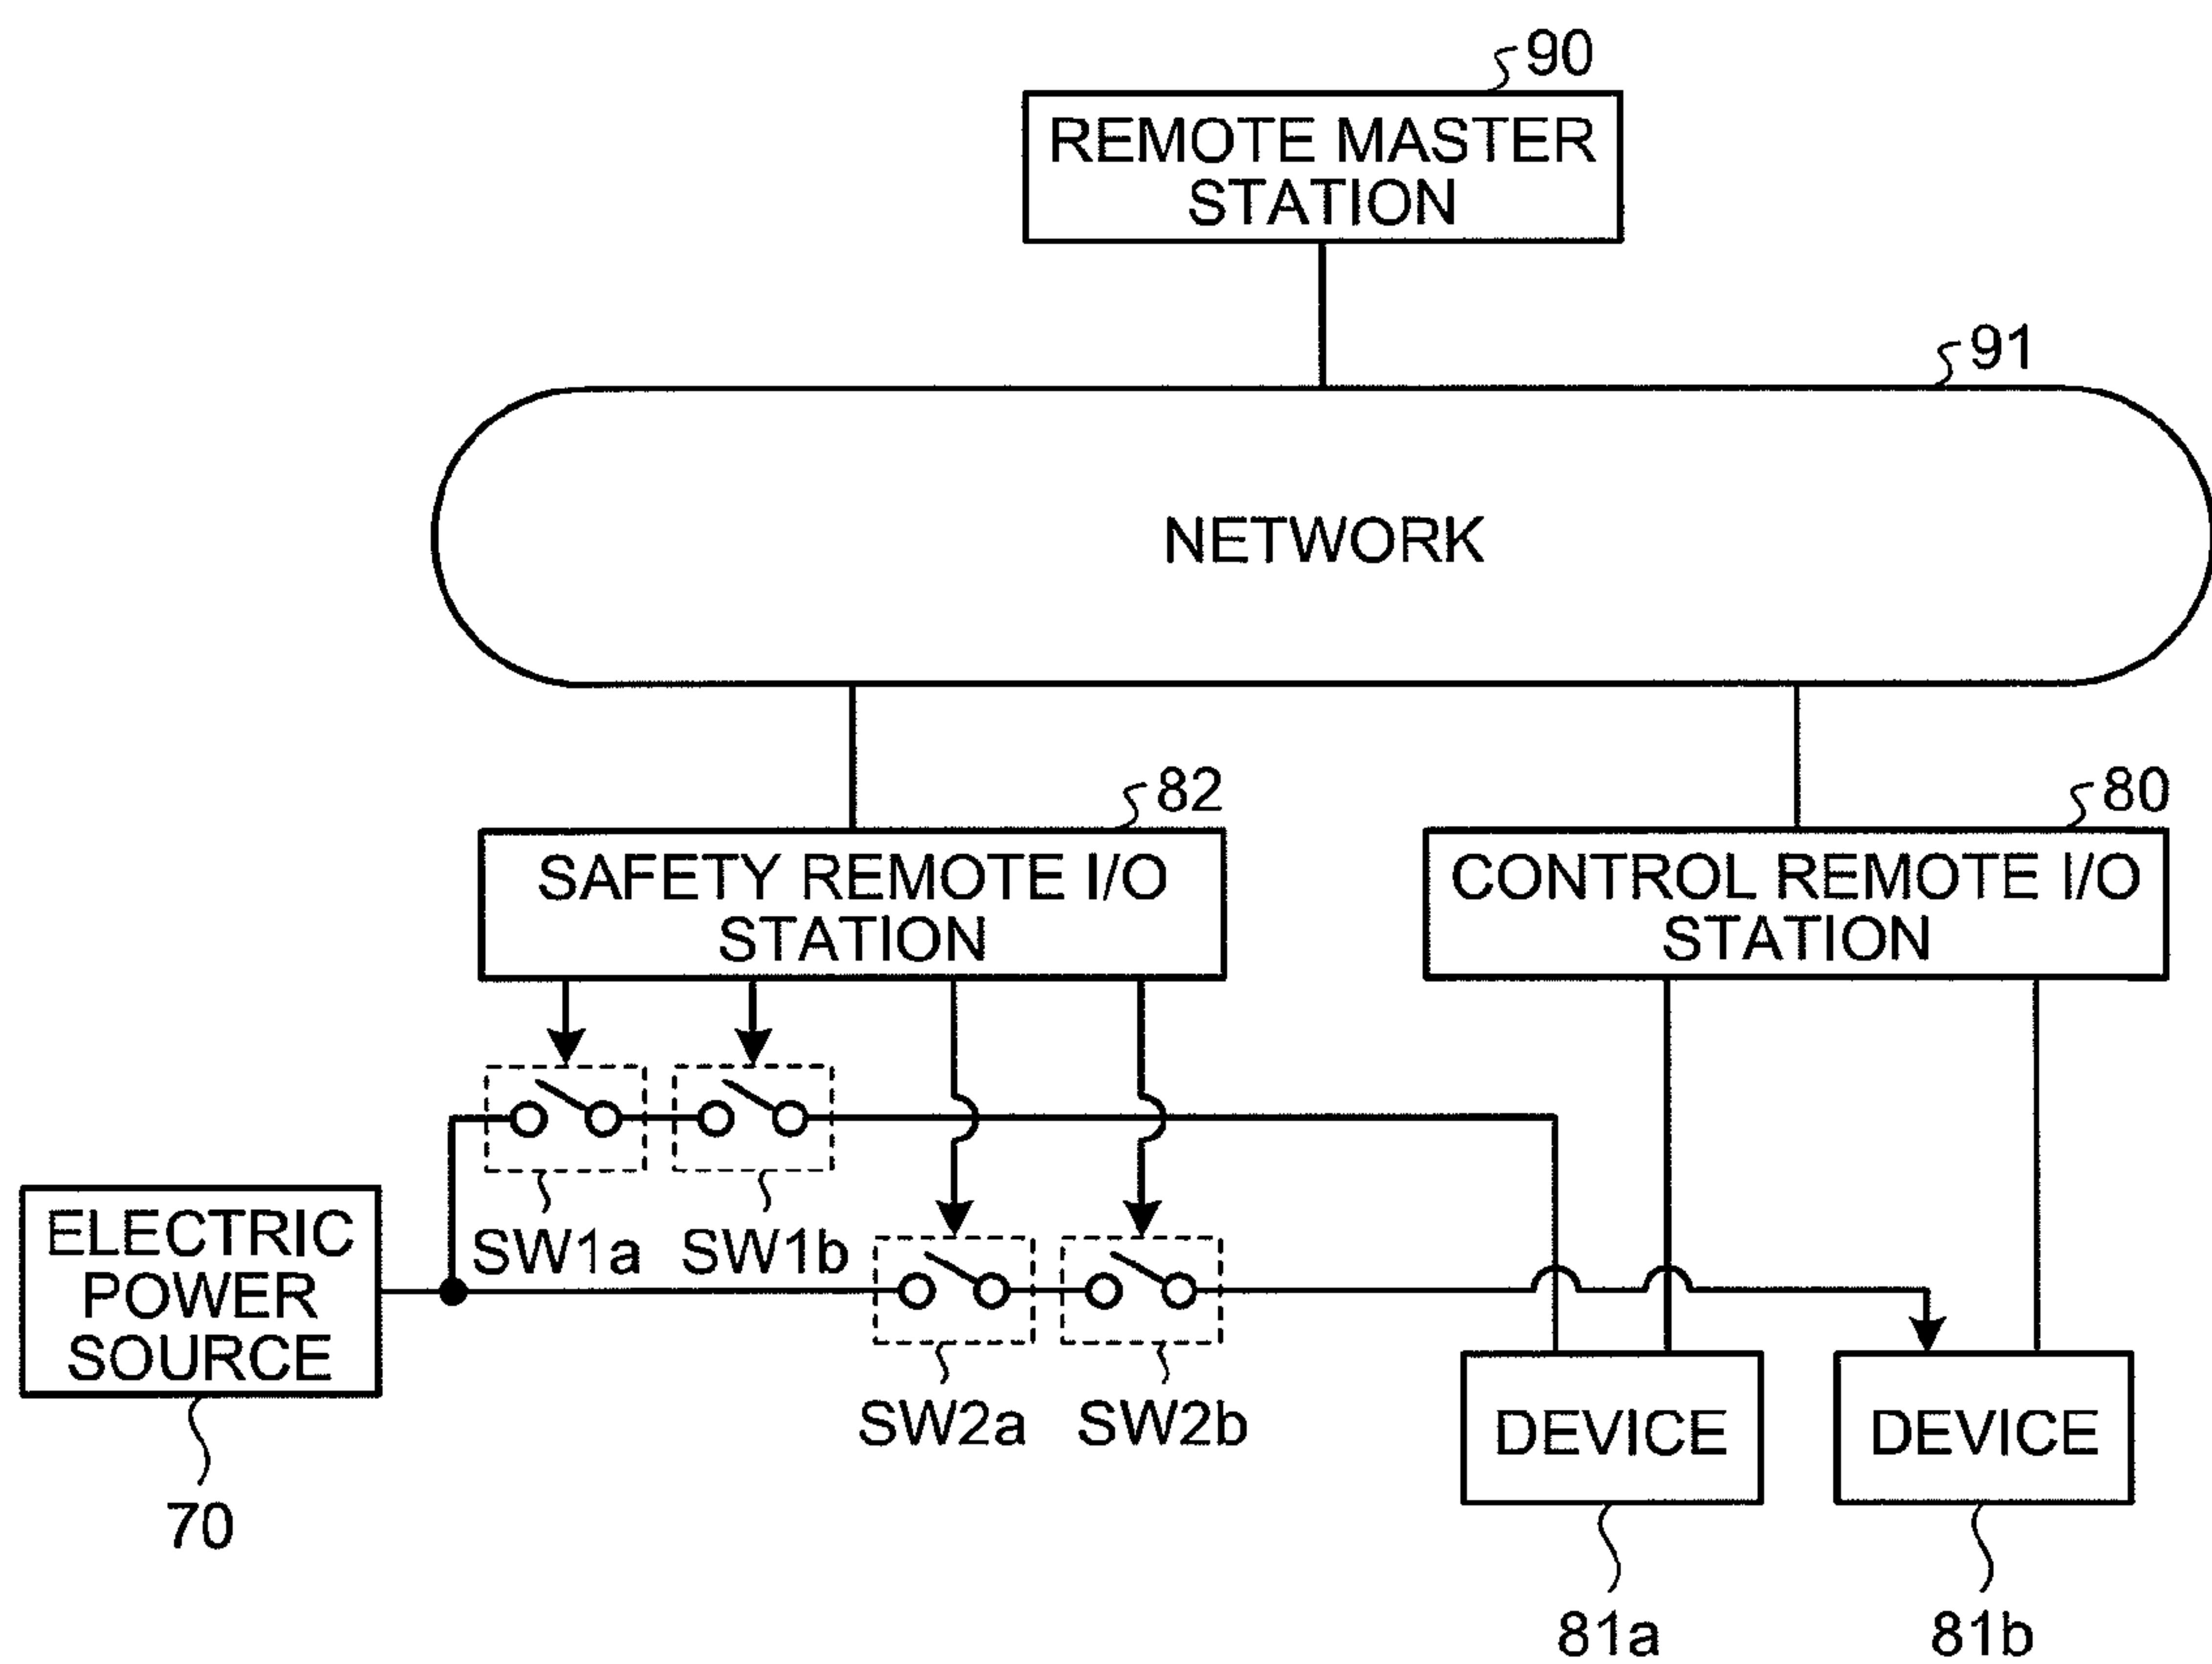 90
REMOTE MASTER
STATION
91
NETWORK
82
80
SAFETY REMOTE I/O
STATION
CONTROL REMOTE I/O
STATION
SW1a
SW1b
ELECTRIC
POWER
SOURCE
SW2a
SW2b
DEVICE
DEVICE
70
81a
81b